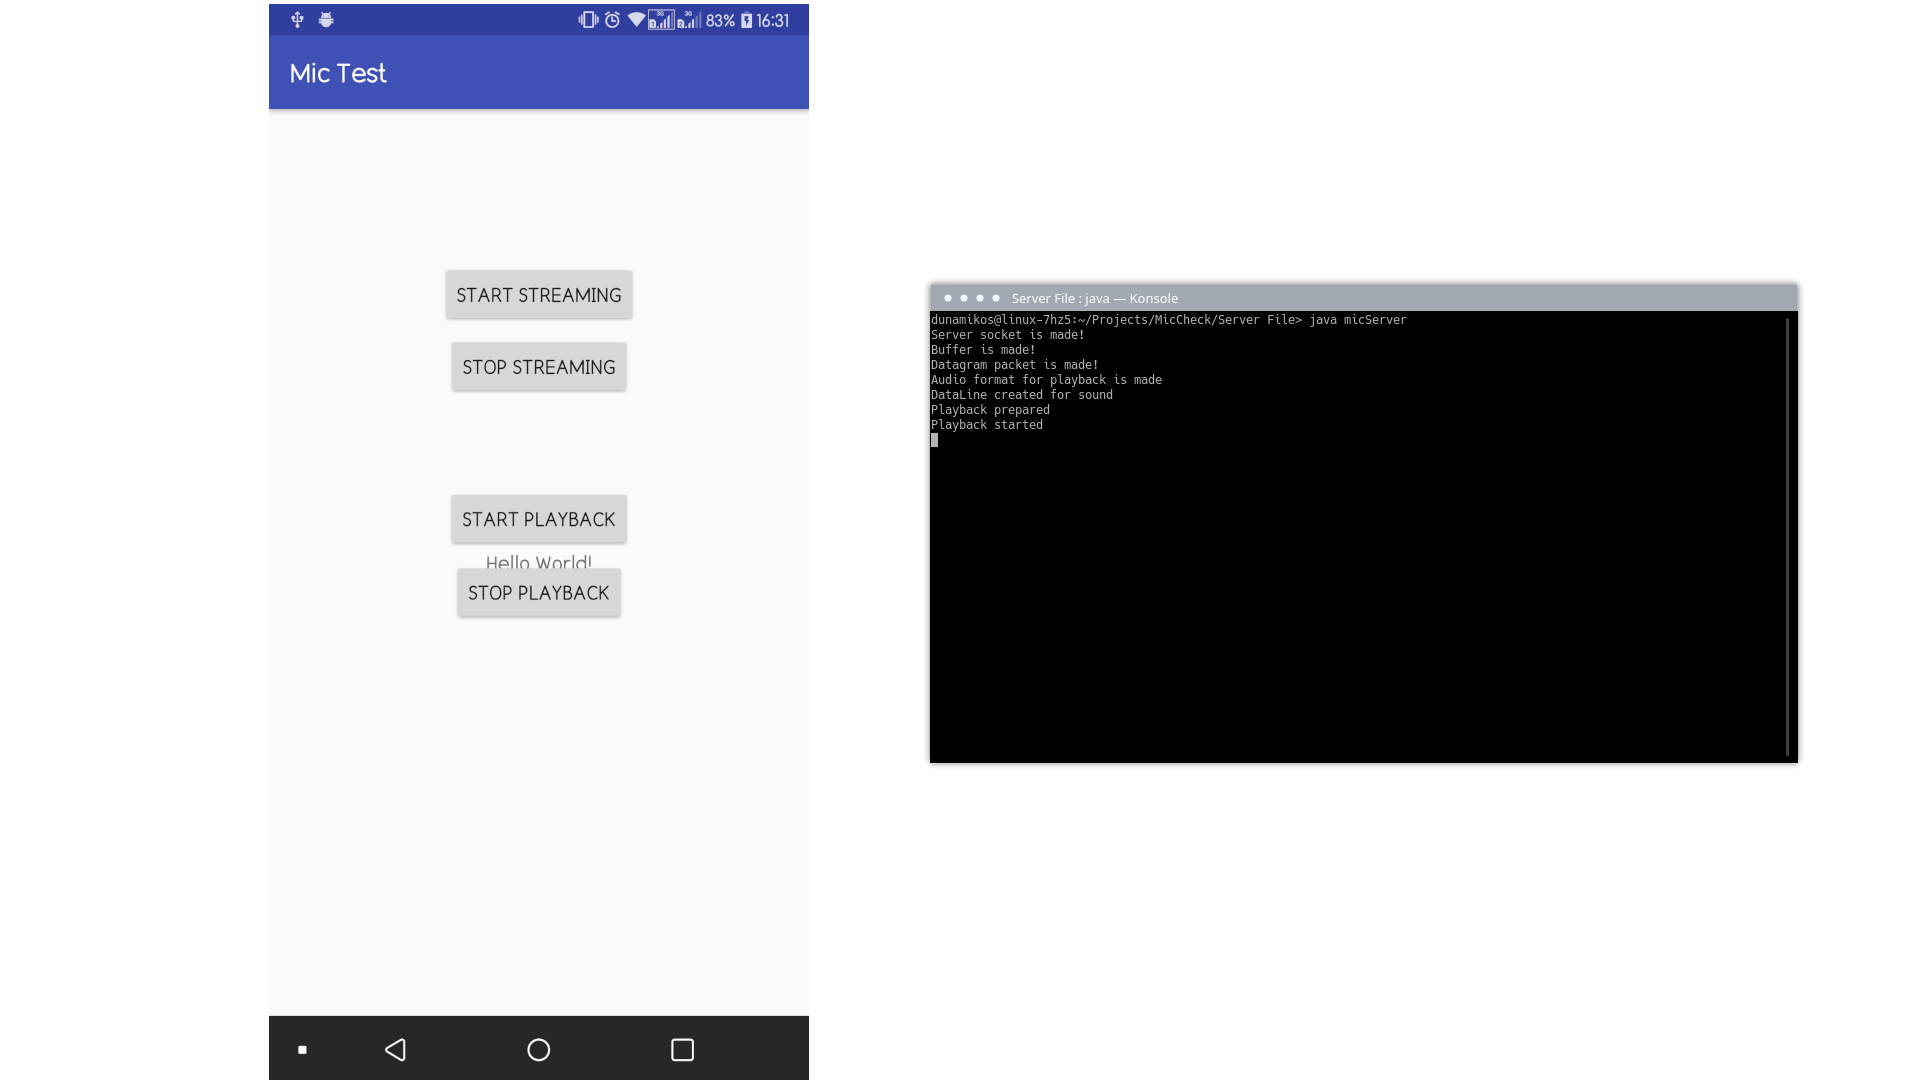 83% 16:31
Mic Test
START STREAMING
STOP STREAMING
START PLAYBACK
Hello World!
STOP PLAYBACK
Server File : java — Konsole
dunamikos@linux-7hz5:~/Projects/MicCheck/Server File> java micServer
Server socket is made!
Buffer is made!
Datagram packet is made!
Audio format for playback is made
DataLine created for sound
Playback prepared
Playback started